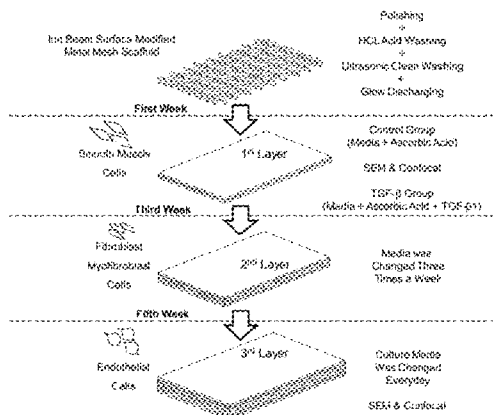 Ion Beam Surface Modified
Metal Mesh Scaffold
Polishing
+
HCL Acid Washing
+
Ultrasonic Clean Washing
+
Glow Discharging
First Week
Smooth Muscle
Cells
1st Layer
Control Group
(Media + Ascorbic Acid)
SEM & Confocal
TGF-β Group
(Media + Ascorbic Acid + TGF-β1)
Third Week
Fibroblast
Myofibroblast
Cells
2nd Layer
Media was
Changed Three
Times a Week
Fifth Week
Endothelial
Cells
3rd Layer
Culture Media
Was Changed
Everyday
SEM & Confocal